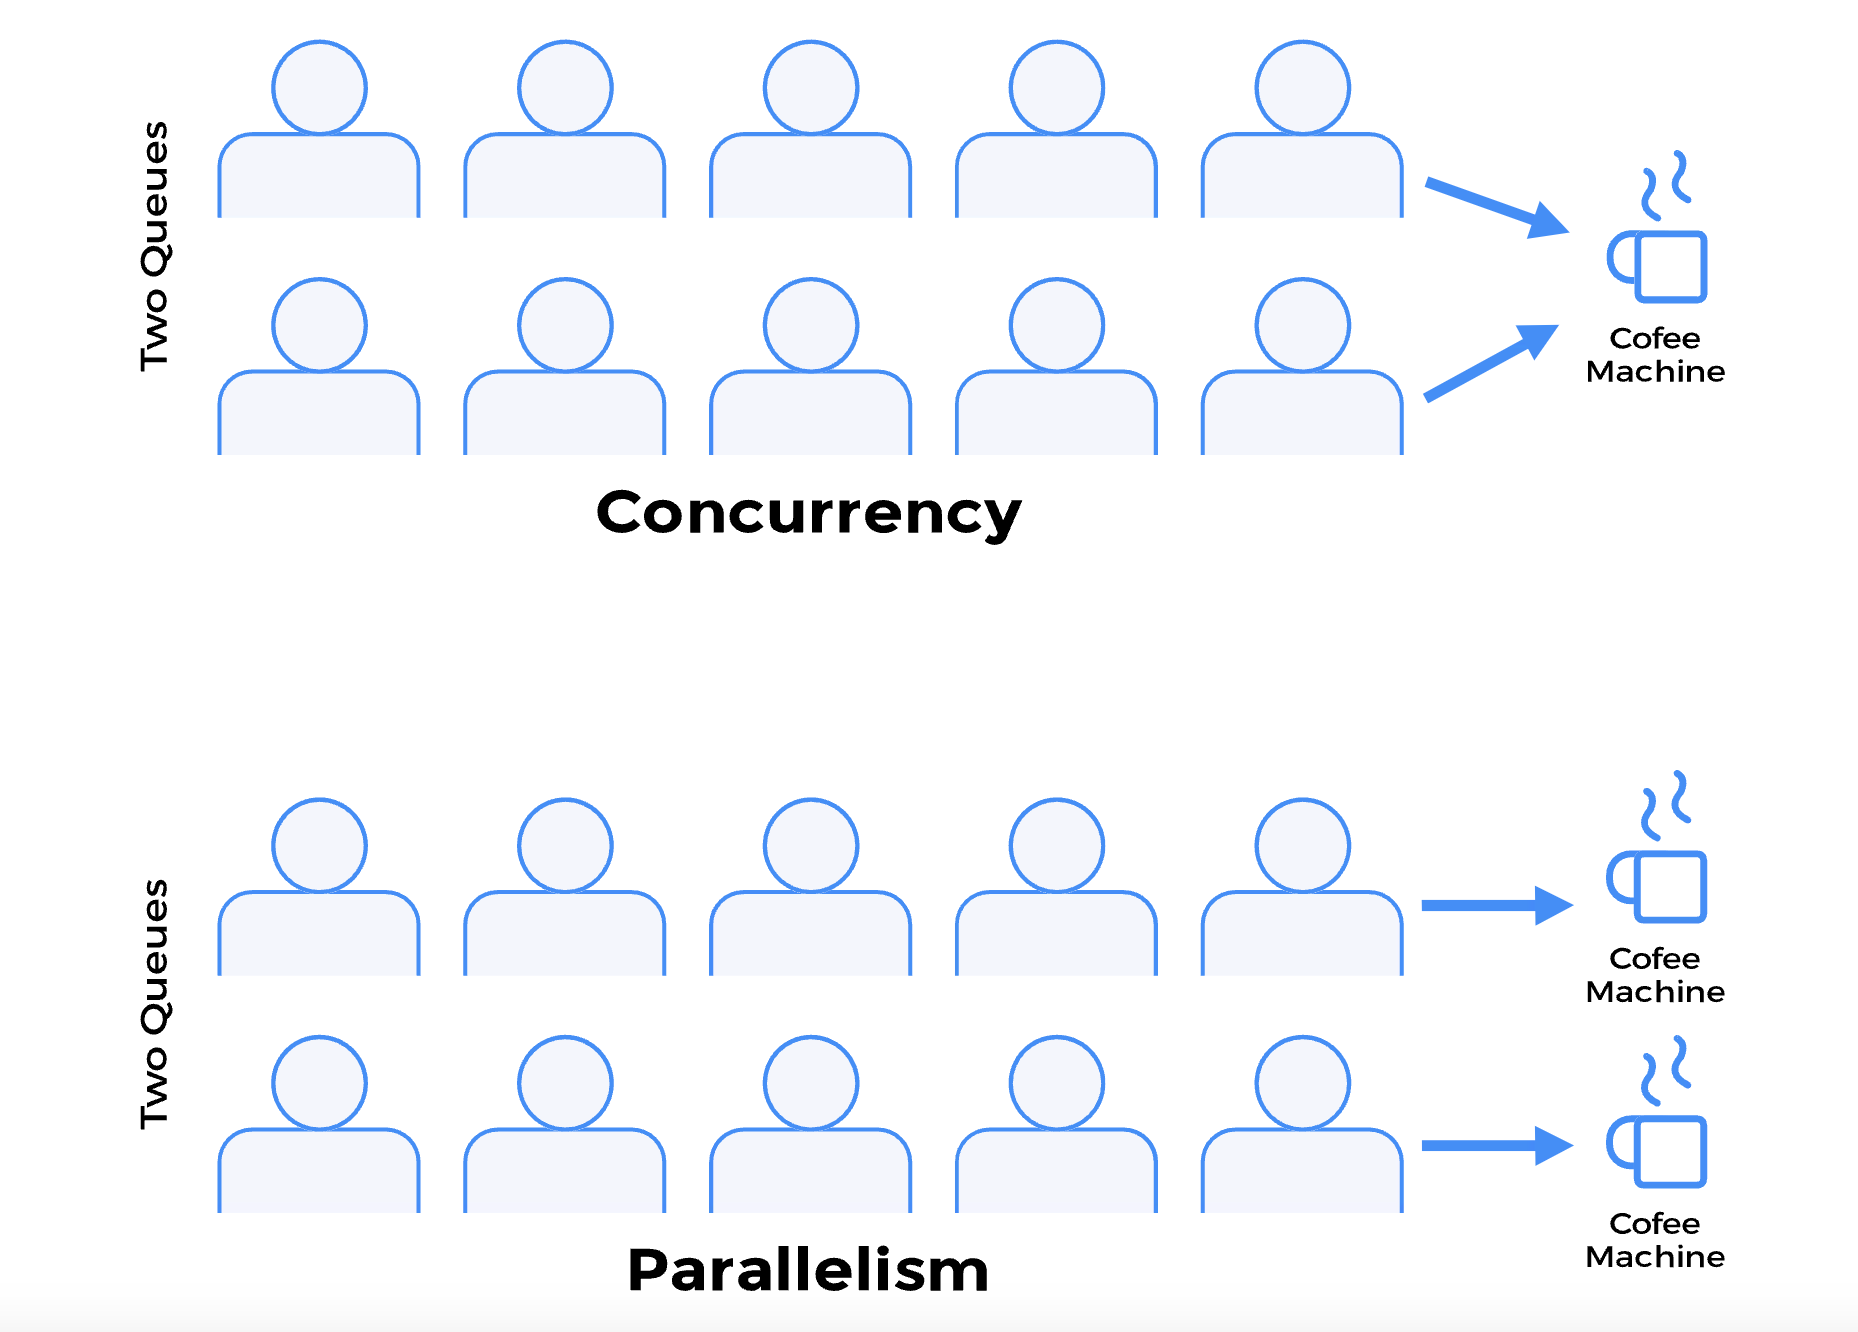 Two Queues
Cofee
Machine
Concurrency
Two Queues
Cofee
Machine
Cofee
Machine
Parallelism